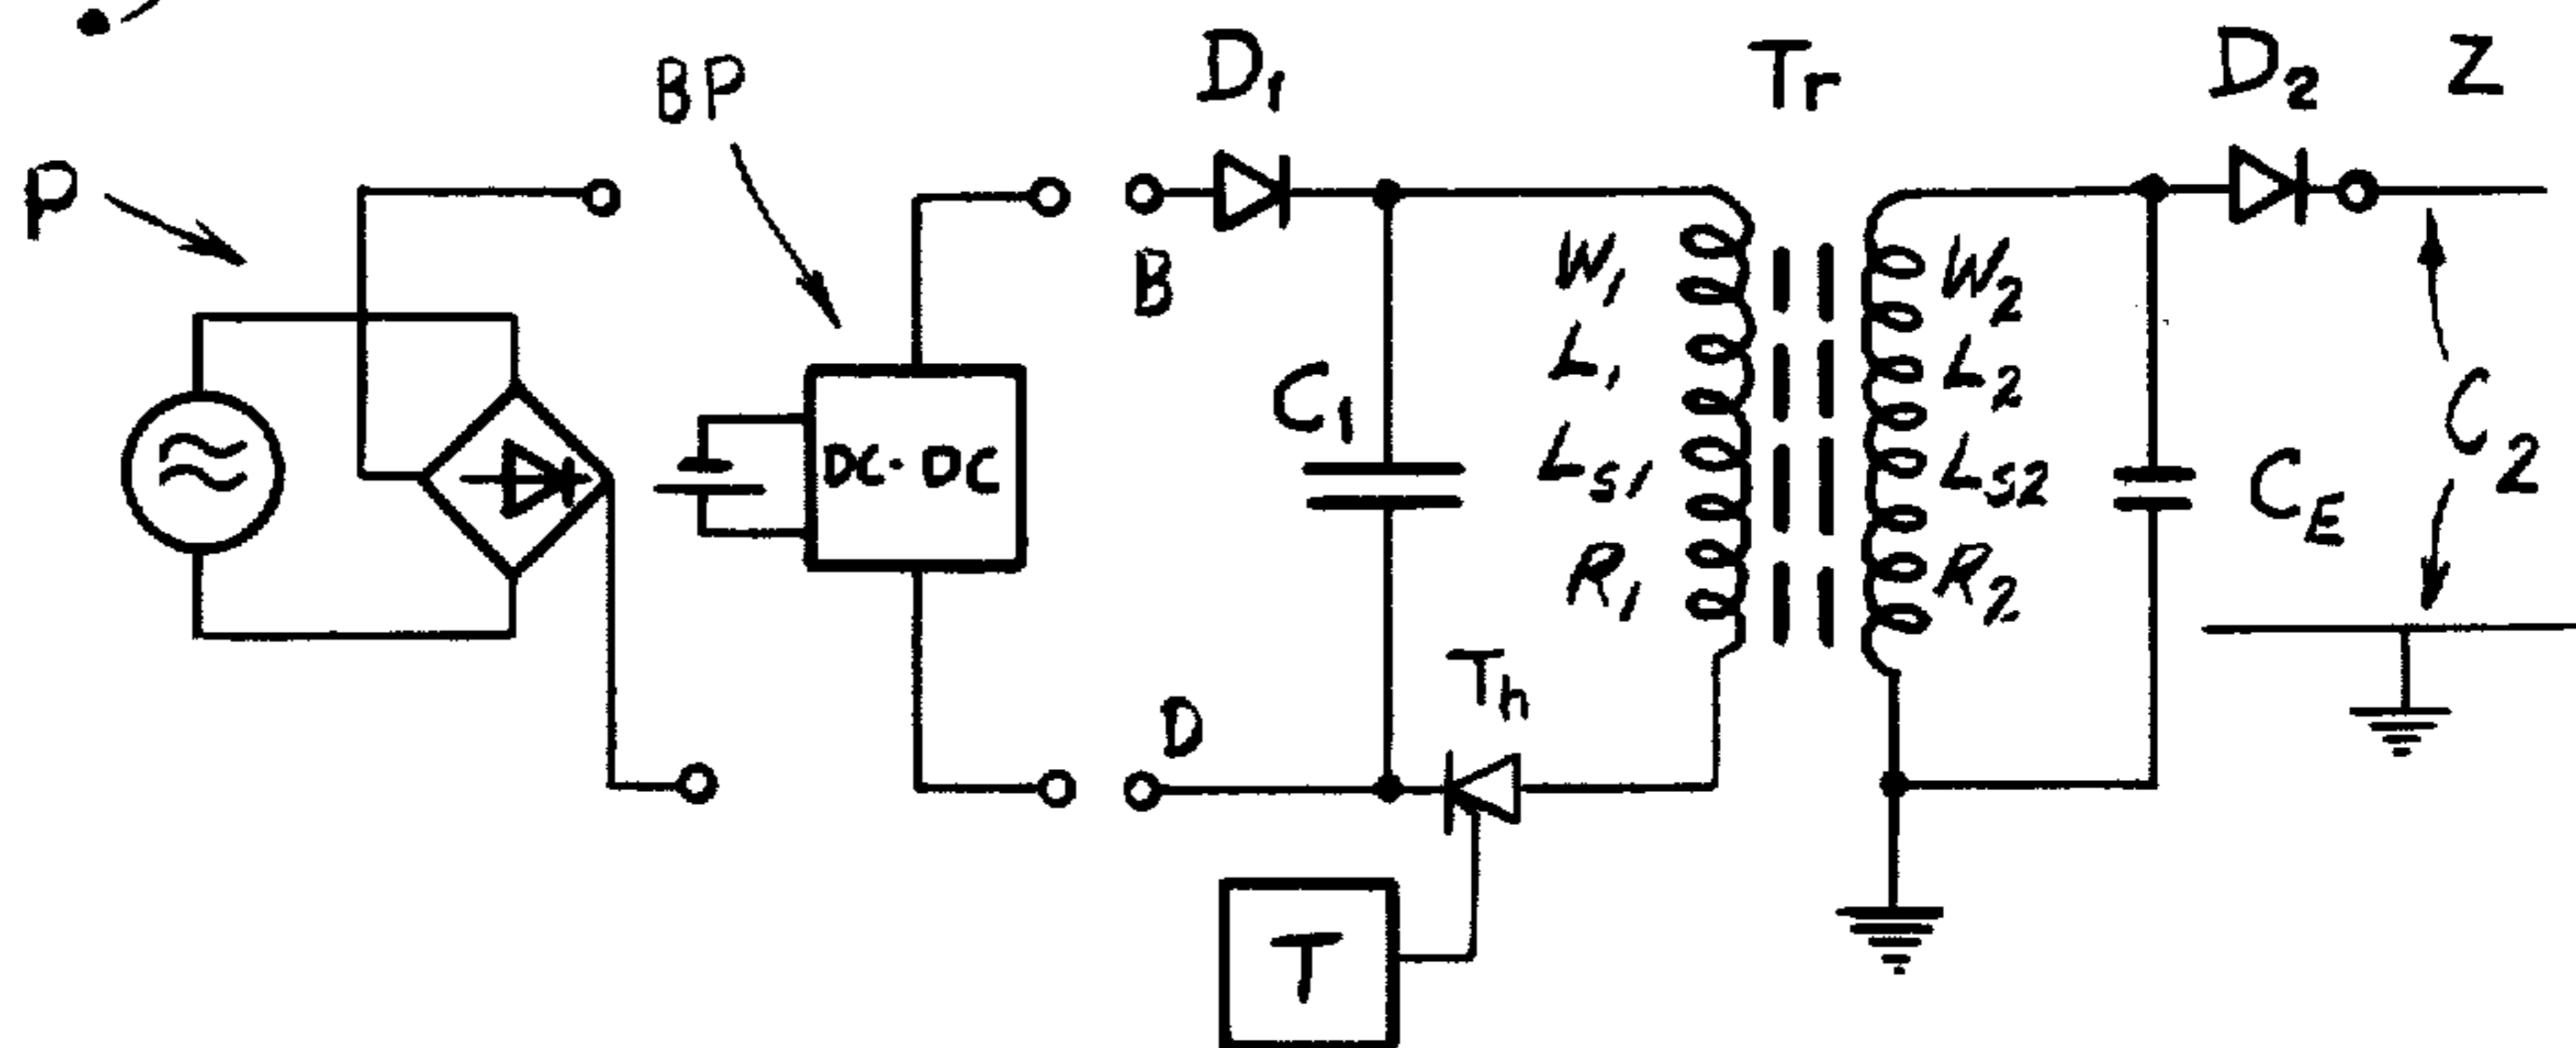 P
BP
DC-DC
B
D
D₁
C₁
Th
T
Tr
W₁
L₁
Ls1
R₁
W₂
L₂
Ls2
R₂
CE
D₂
Z
C₂